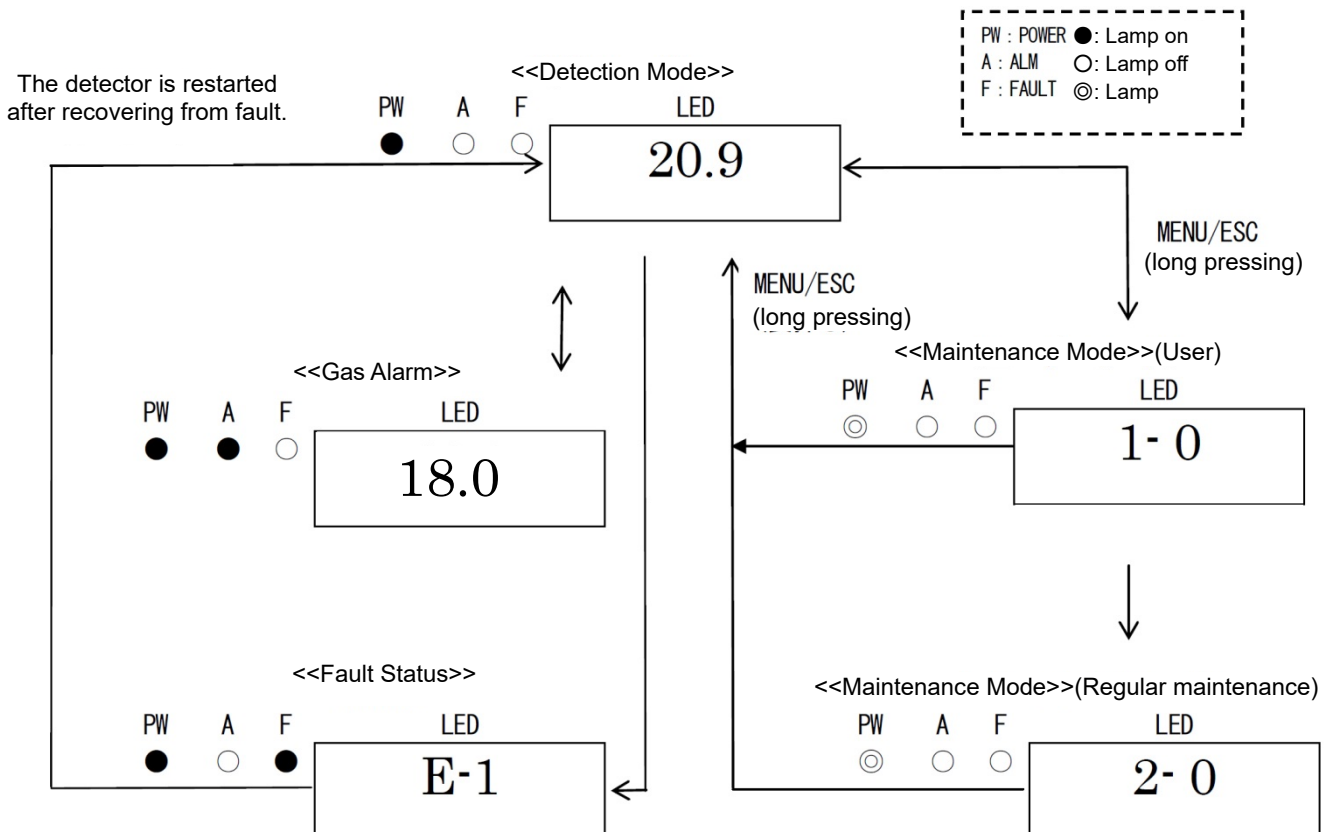 PW : POWER ●: Lamp on
A : ALM ○: Lamp off
F : FAULT ◎: Lamp
The detector is restarted
after recovering from fault.
<<Detection Mode>>
PW A F LED
20.9
MENU/ESC
(long pressing)
MENU/ESC
(long pressing)
<<Gas Alarm>>
PW A F LED
18.0
<<Maintenance Mode>>(User)
PW A F LED
1- 0
<<Fault Status>>
PW A F LED
E-1
<<Maintenance Mode>>(Regular maintenance)
PW A F LED
2- 0